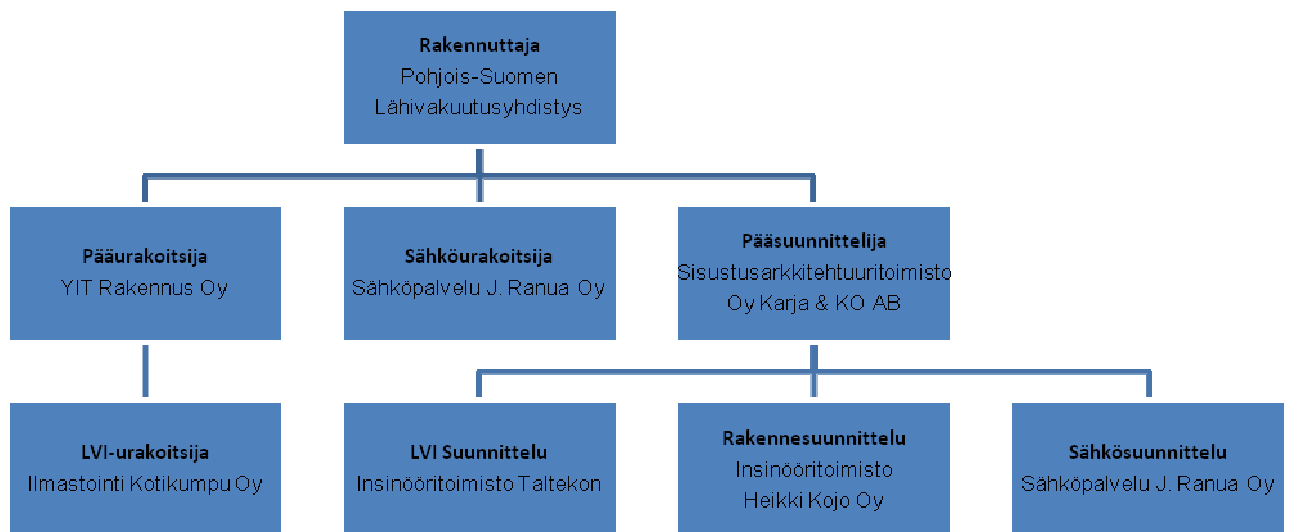 Rakennuttaja
Pohjois-Suomen
Lähivakuutusyhdistys
Pääurakoitsija
YIT Rakennus Oy
Sähköurakoitsija
Sähköpalvelu J. Ranua Oy
Pääsuunnittelija
Sisustusarkkitehtuuritoimisto
Oy Karja & KO AB
LVI-urakoitsija
Ilmastointi Kotikumpu Oy
LVI Suunnittelu
Insinööritoimisto Taltekon
Rakennesuunnittelu
Insinööritoimisto
Heikki Kojo Oy
Sähkösuunnittelu
Sähköpalvelu J. Ranua Oy